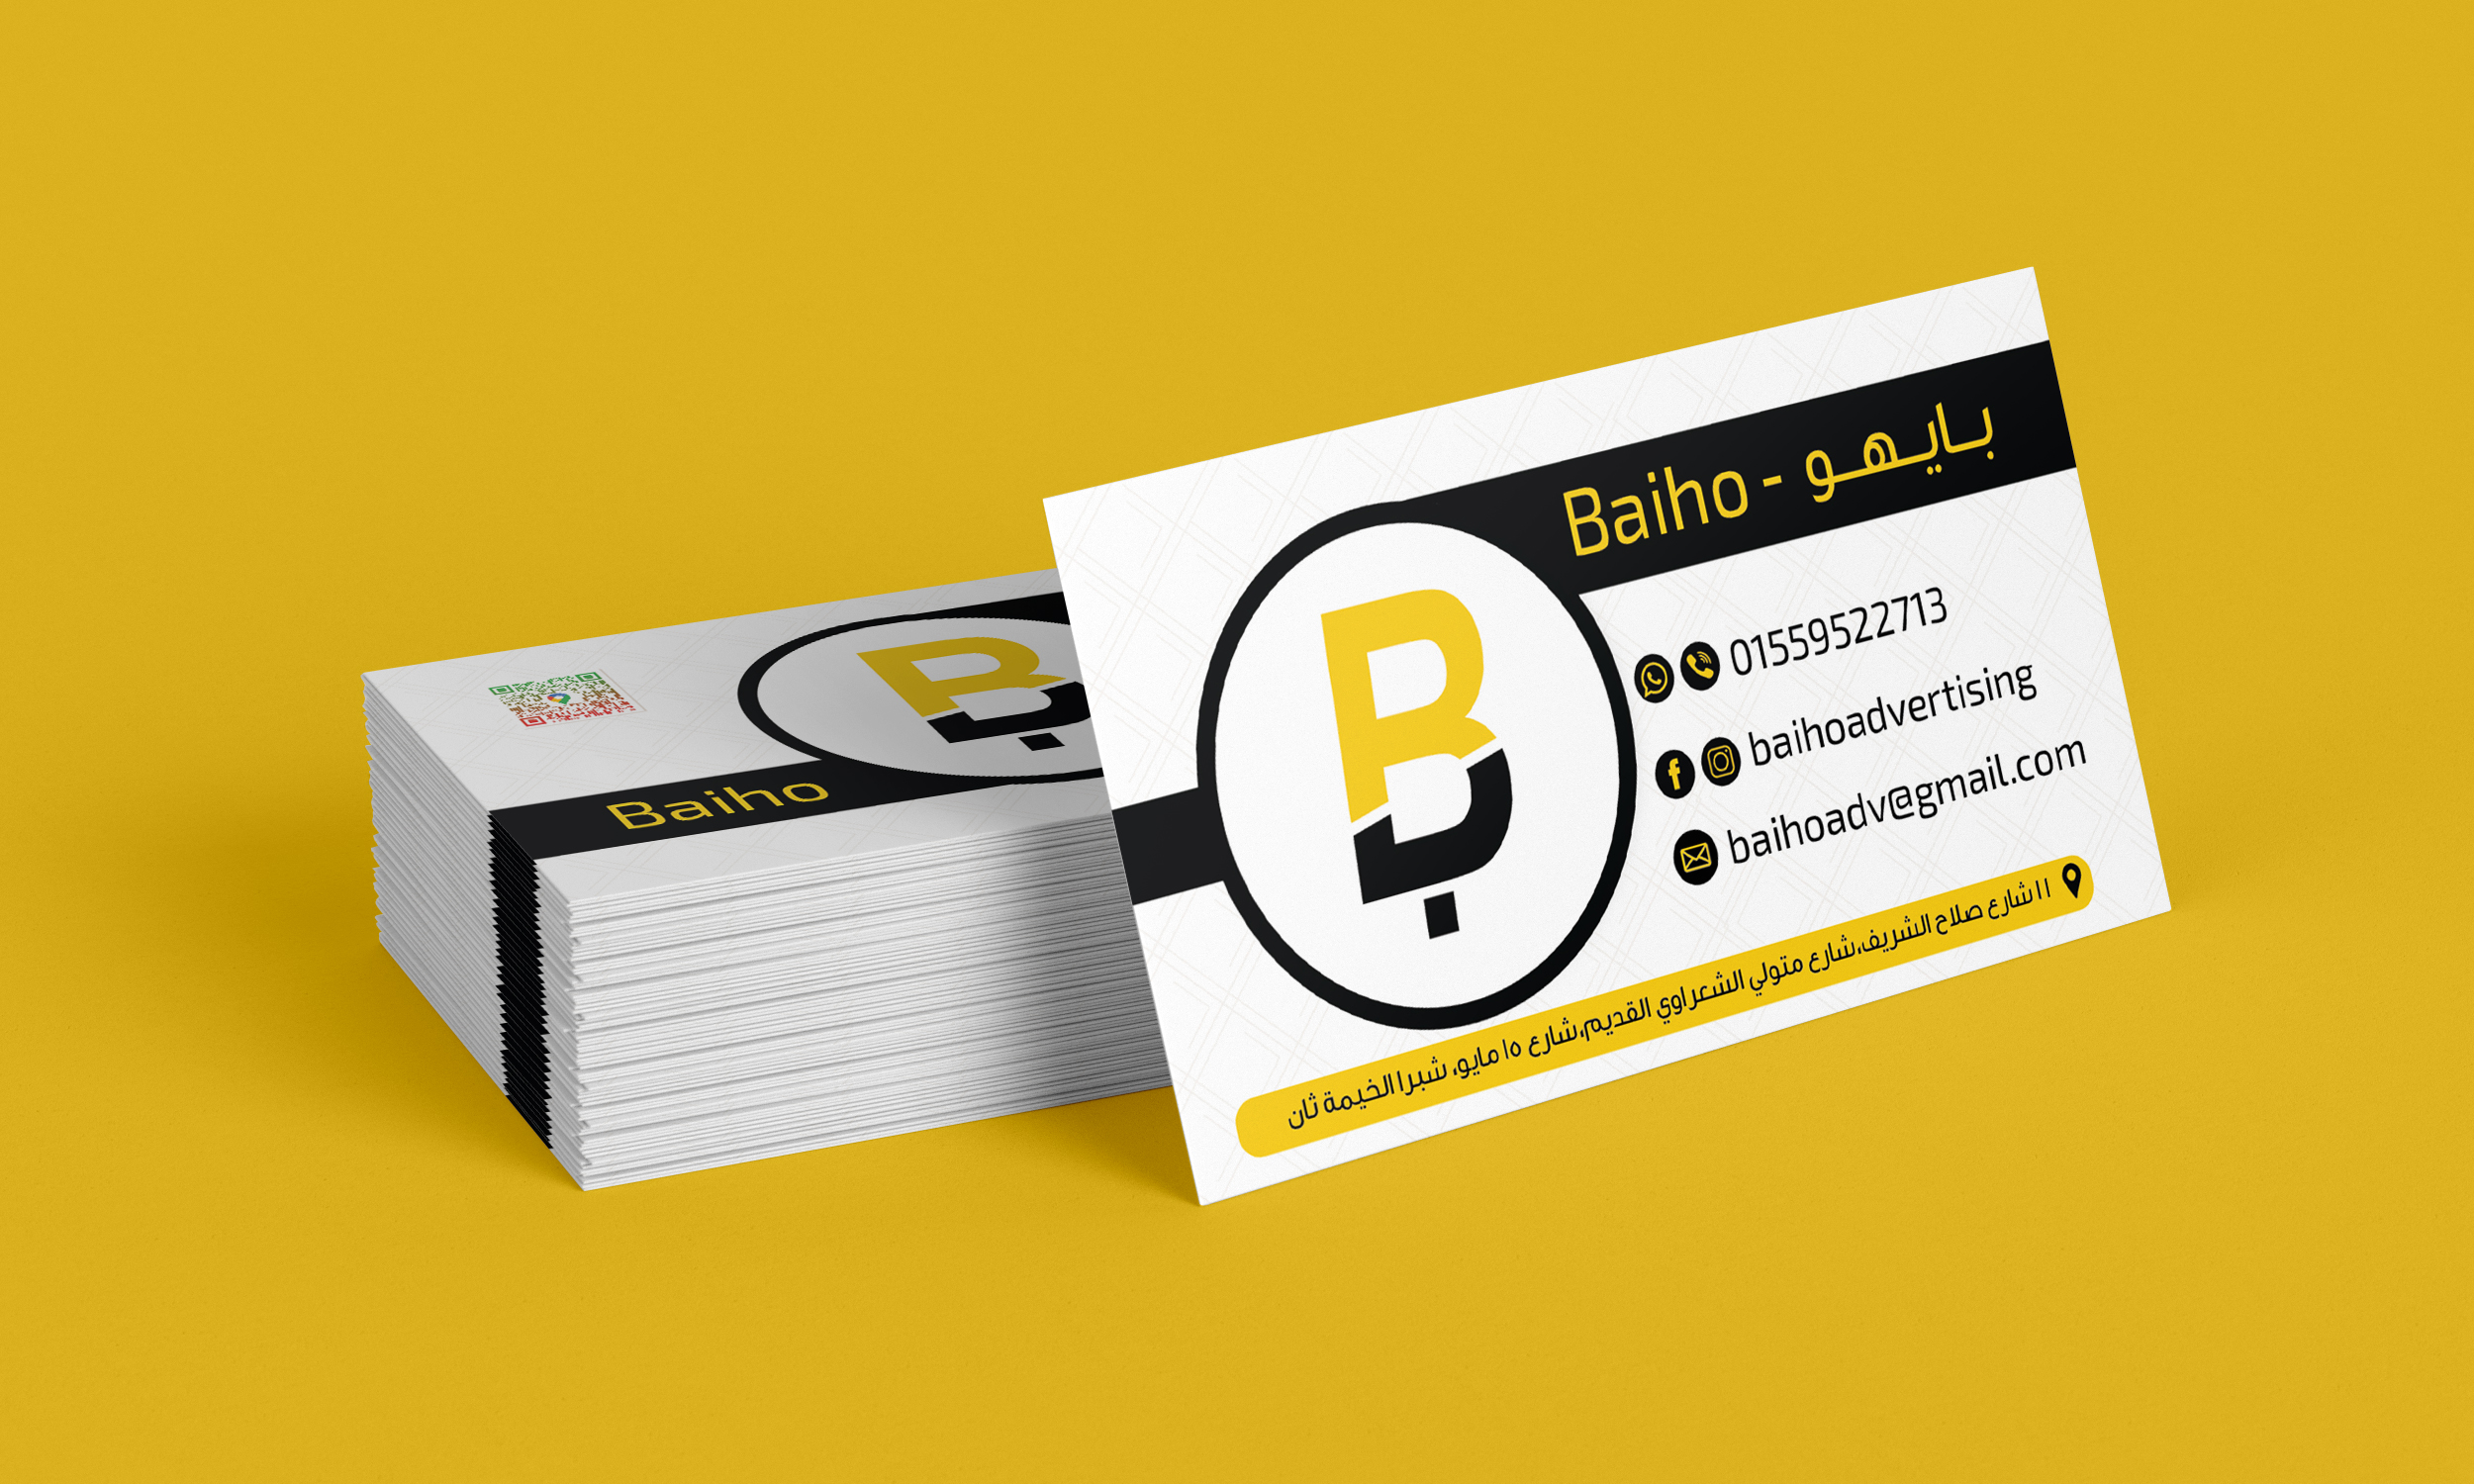 Baiho - بايهو
01559522713
baihoadvertising
baihoadv@gmail.com
١١ شارع صلاح الشريف،شارع متولي الشعراوي القديم،شارع ١٥ مايو، شبرا الخيمة ثان
B
Baiho
B